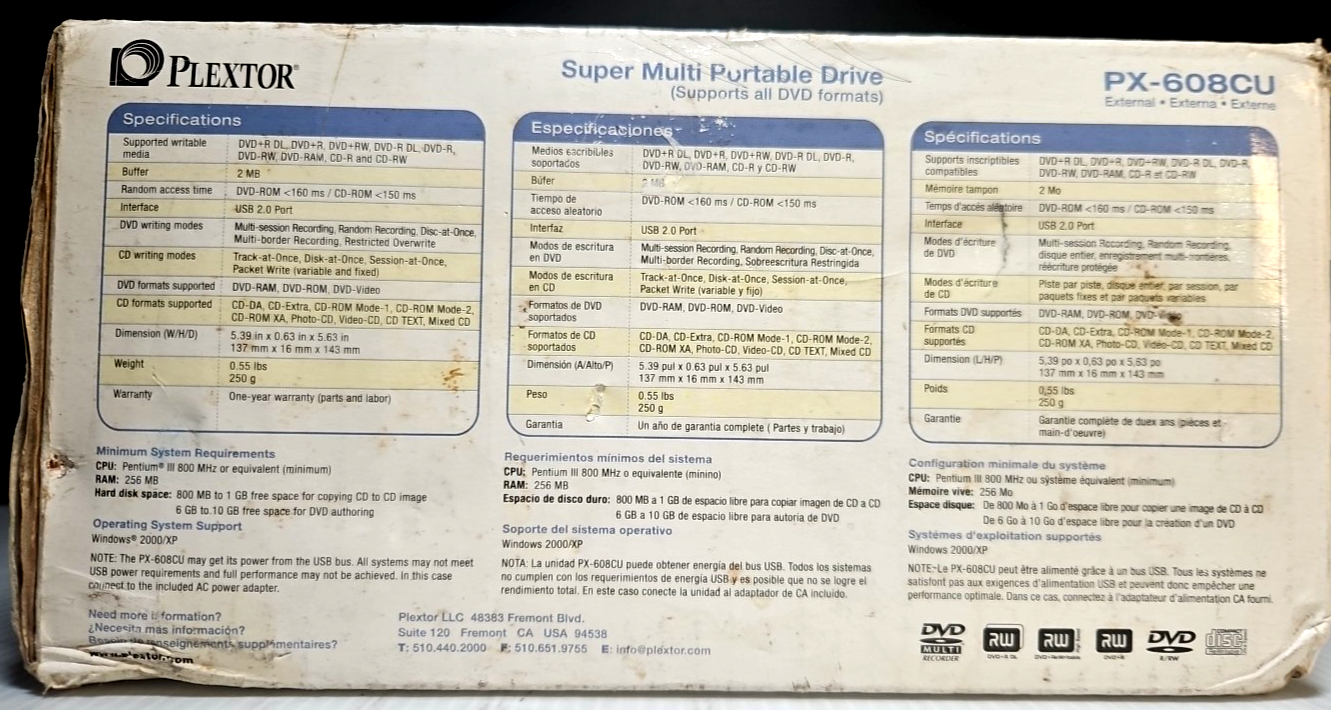 PLEXTOR®
Super Multi Portable Drive
(Supports all DVD formats)
PX-608CU
External • Externa • Externe
Specifications
Supported writable media DVD+R DL, DVD+R, DVD+RW, DVD-R DL, DVD-R,
DVD-RW, DVD-RAM, CD-R and CD-RW
Buffer 2 MB
Random access time DVD-ROM <160 ms / CD-ROM <150 ms
Interface USB 2.0 Port
DVD writing modes Multi-session Recording, Random Recording, Disc-at-Once,
Multi-border Recording, Restricted Overwrite
CD writing modes Track-at-Once, Disk-at-Once, Session-at-Once,
Packet Write (variable and fixed)
DVD formats supported DVD-RAM, DVD-ROM, DVD-Video
CD formats supported CD-DA, CD-Extra, CD-ROM Mode-1, CD-ROM Mode-2,
CD-ROM XA, Photo-CD, Video-CD, CD TEXT, Mixed CD
Dimension (W/H/D) 5.39 in x 0.63 in x 5.63 in
137 mm x 16 mm x 143 mm
Weight 0.55 lbs
250 g
Warranty One-year warranty (parts and labor)
Minimum System Requirements
CPU: Pentium® III 800 MHz or equivalent (minimum)
RAM: 256 MB
Hard disk space: 800 MB to 1 GB free space for copying CD to CD image
6 GB to 10 GB free space for DVD authoring
Operating System Support
Windows® 2000/XP
NOTE: The PX-608CU may get its power from the USB bus. All systems may not meet
USB power requirements and full performance may not be achieved. In this case
connect to the included AC power adapter.
Especificaciones
Medios escribibles soportados DVD+R DL, DVD+R, DVD+RW, DVD-R DL, DVD-R,
DVD-RW, DVD-RAM, CD-R y CD-RW
Búfer 2 MB
Tiempo de acceso aleatorio DVD-ROM <160 ms / CD-ROM <150 ms
Interfaz USB 2.0 Port
Modos de escritura en DVD Multi-session Recording, Random Recording, Disc-at-Once,
Multi-border Recording, Sobreescritura Restringida
Modos de escritura en CD Track-at-Once, Disk-at-Once, Session-at-Once,
Packet Write (variable y fijo)
Formatos de DVD soportados DVD-RAM, DVD-ROM, DVD-Video
Formatos de CD soportados CD-DA, CD-Extra, CD-ROM Mode-1, CD-ROM Mode-2,
CD-ROM XA, Photo-CD, Video-CD, CD TEXT, Mixed CD
Dimensión (A/Alto/P) 5.39 pul x 0.63 pul x 5.63 pul
137 mm x 16 mm x 143 mm
Peso 0.55 lbs
250 g
Garantia Un año de garantia complete ( Partes y trabajo)
Requerimientos mínimos del sistema
CPU: Pentium III 800 MHz o equivalente (minino)
RAM: 256 MB
Espacio de disco duro: 800 MB a 1 GB de espacio libre para copiar imagen de CD a CD
6 GB a 10 GB de espacio libre para autoria de DVD
Soporte del sistema operativo
Windows 2000/XP
NOTA: La unidad PX-608CU puede obtener energía del bus USB. Todos los sistemas
no cumplen con los requerimientos de energía USB y es posible que no se logre el
rendimiento total. En este caso conecte la unidad al adaptador de CA incluido.
Spécifications
Supports inscriptibles compatibles DVD+R DL, DVD+R, DVD+RW, DVD-R DL, DVD-R,
DVD-RW, DVD-RAM, CD-R et CD-RW
Mémoire tampon 2 Mo
Temps d'accès aléatoire DVD-ROM <160 ms / CD-ROM <150 ms
Interface USB 2.0 Port
Modes d'écriture de DVD Multi-session Recording, Random Recording,
disque entier, enregistrement multi-frontières,
réécriture protégée
Modes d'écriture de CD Piste par piste, disque entier, par session, par
paquets fixes et par paquets variables
Formats DVD supportés DVD-RAM, DVD-ROM, DVD-Video
Formats CD supportés CD-DA, CD-Extra, CD-ROM Mode-1, CD-ROM Mode-2,
CD-ROM XA, Photo-CD, Video-CD, CD TEXT, Mixed CD
Dimension (L/H/P) 5,39 po x 0,63 po x 5,63 po
137 mm x 16 mm x 143 mm
Poids 0,55 lbs
250 g
Garantie Garantie complète de duex ans (pièces et
main-d'oeuvre)
Configuration minimale du système
CPU: Pentium III 800 MHz ou système équivalent (minimum)
Mémoire vive: 256 Mo
Espace disque: De 800 Mo à 1 Go d'espace libre pour copier une image de CD à CD
De 6 Go à 10 Go d'espace libre pour la création d'un DVD
Systèmes d'exploitation supportés
Windows 2000/XP
NOTE: Le PX-608CU peut être alimenté grâce à un bus USB. Tous les systèmes ne
satisfont pas aux exigences d'alimentation USB et peuvent donc empêcher une
performance optimale. Dans ce cas, connectez à l'adaptateur d'alimentation CA fourni.
Need more information?
¿Necesita mas información?
Besoin de renseignements supplémentaires?
www.plextor.com
Plextor LLC 48383 Fremont Blvd.
Suite 120 Fremont CA USA 94538
T: 510.440.2000 F: 510.651.9755 E: info@plextor.com
DVD MULTI RECORDER
RW DVD+R DL
RW
RW DVD+R
DVD R/RW
COMPACT disc